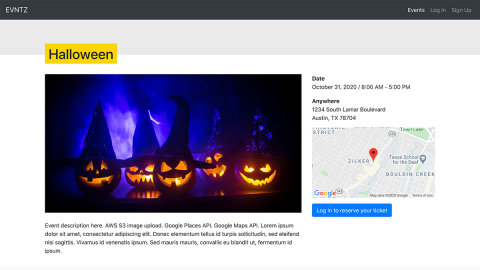 EVNTZ
Events Log In Sign Up
Halloween
Date
October 31, 2020 / 8:00 AM - 5:00 PM
Anywhere
1234 South Lamar Boulevard
Austin, TX 78704
Town Lake
STRICT
ZILKER
Texas School
for the Deaf
BOULDIN CREEK
Google
Map data ©2020 Google Terms of Use
Log in to reserve your ticket
Event description here. AWS S3 image upload. Google Places API. Google Maps API. Lorem ipsum
dolor sit amet, consectetur adipiscing elit. Donec elementum tellus id turpis sollicitudin, sed eleifend
nisi sagittis. Vivamus id venenatis ipsum. Sed mauris mauris, convallis eu blandit ut, fermentum id
ipsum.